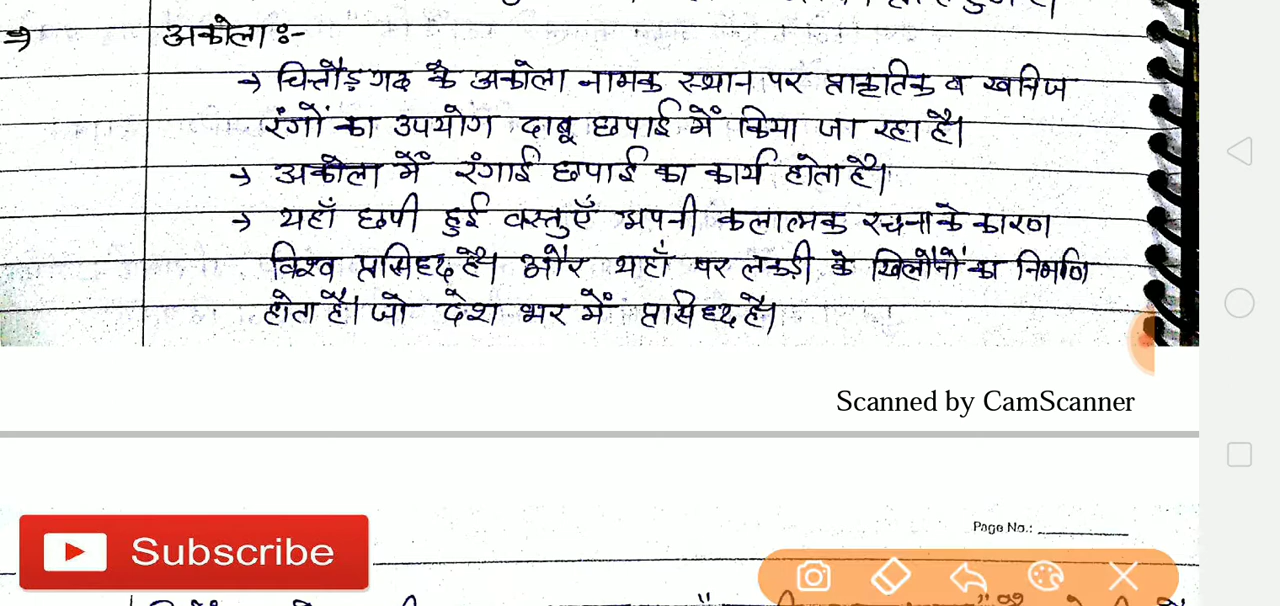 ⇒ अकोला :-
→ चित्तौड़गढ़ के अकोला नामक स्थान पर प्राकृतिक व खनिज
रंगों का उपयोग दाबू छपाई में किया जा रहा है।
→ अकोला में रंगाई छपाई का कार्य होता है।
→ यहाँ छपी हुई वस्तुएँ अपनी कलात्मक रचना के कारण
विश्व प्रसिध्द है। और यहाँ पर लकड़ी के खिलौनों का निर्माण
होता है। जो देश भर में प्रसिध्द है।
Scanned by CamScanner
Page No.:
Subscribe